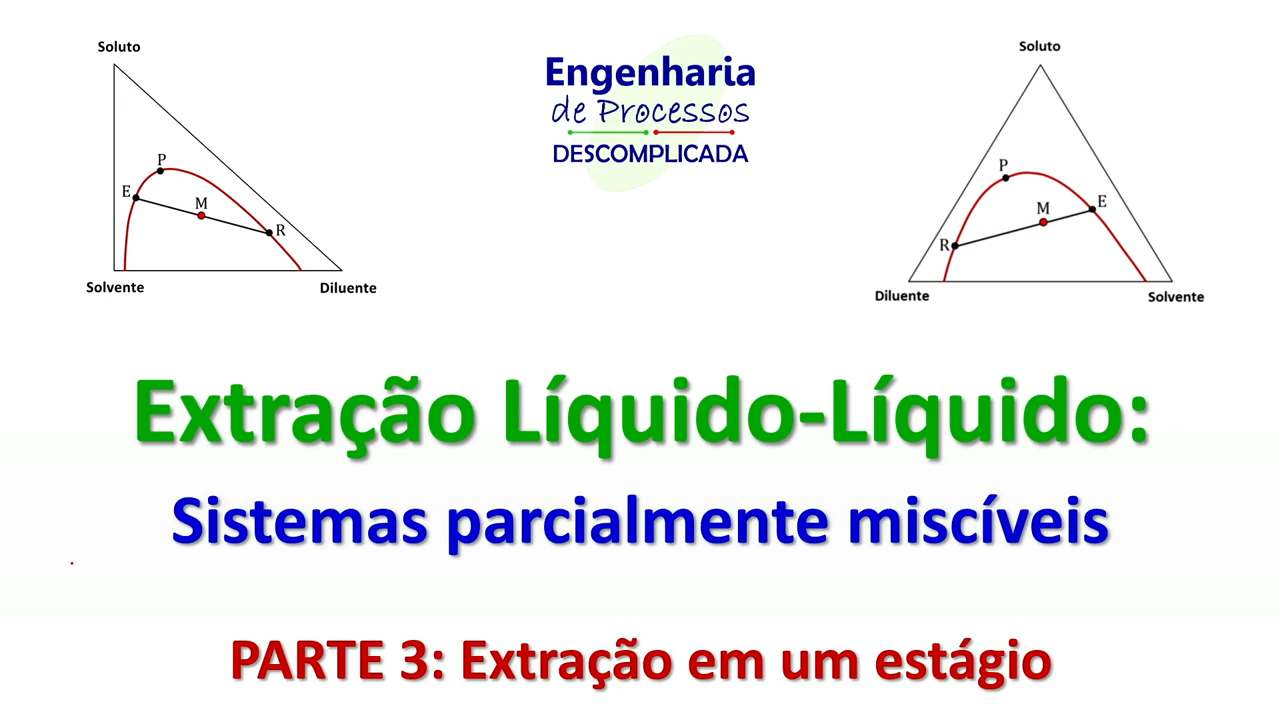 Soluto
P
E
M
R
Solvente
Diluente
Engenharia
de Processos
DESCOMPLICADA
Soluto
P
E
M
R
Diluente
Solvente
Extração Líquido-Líquido:
Sistemas parcialmente miscíveis
PARTE 3: Extração em um estágio